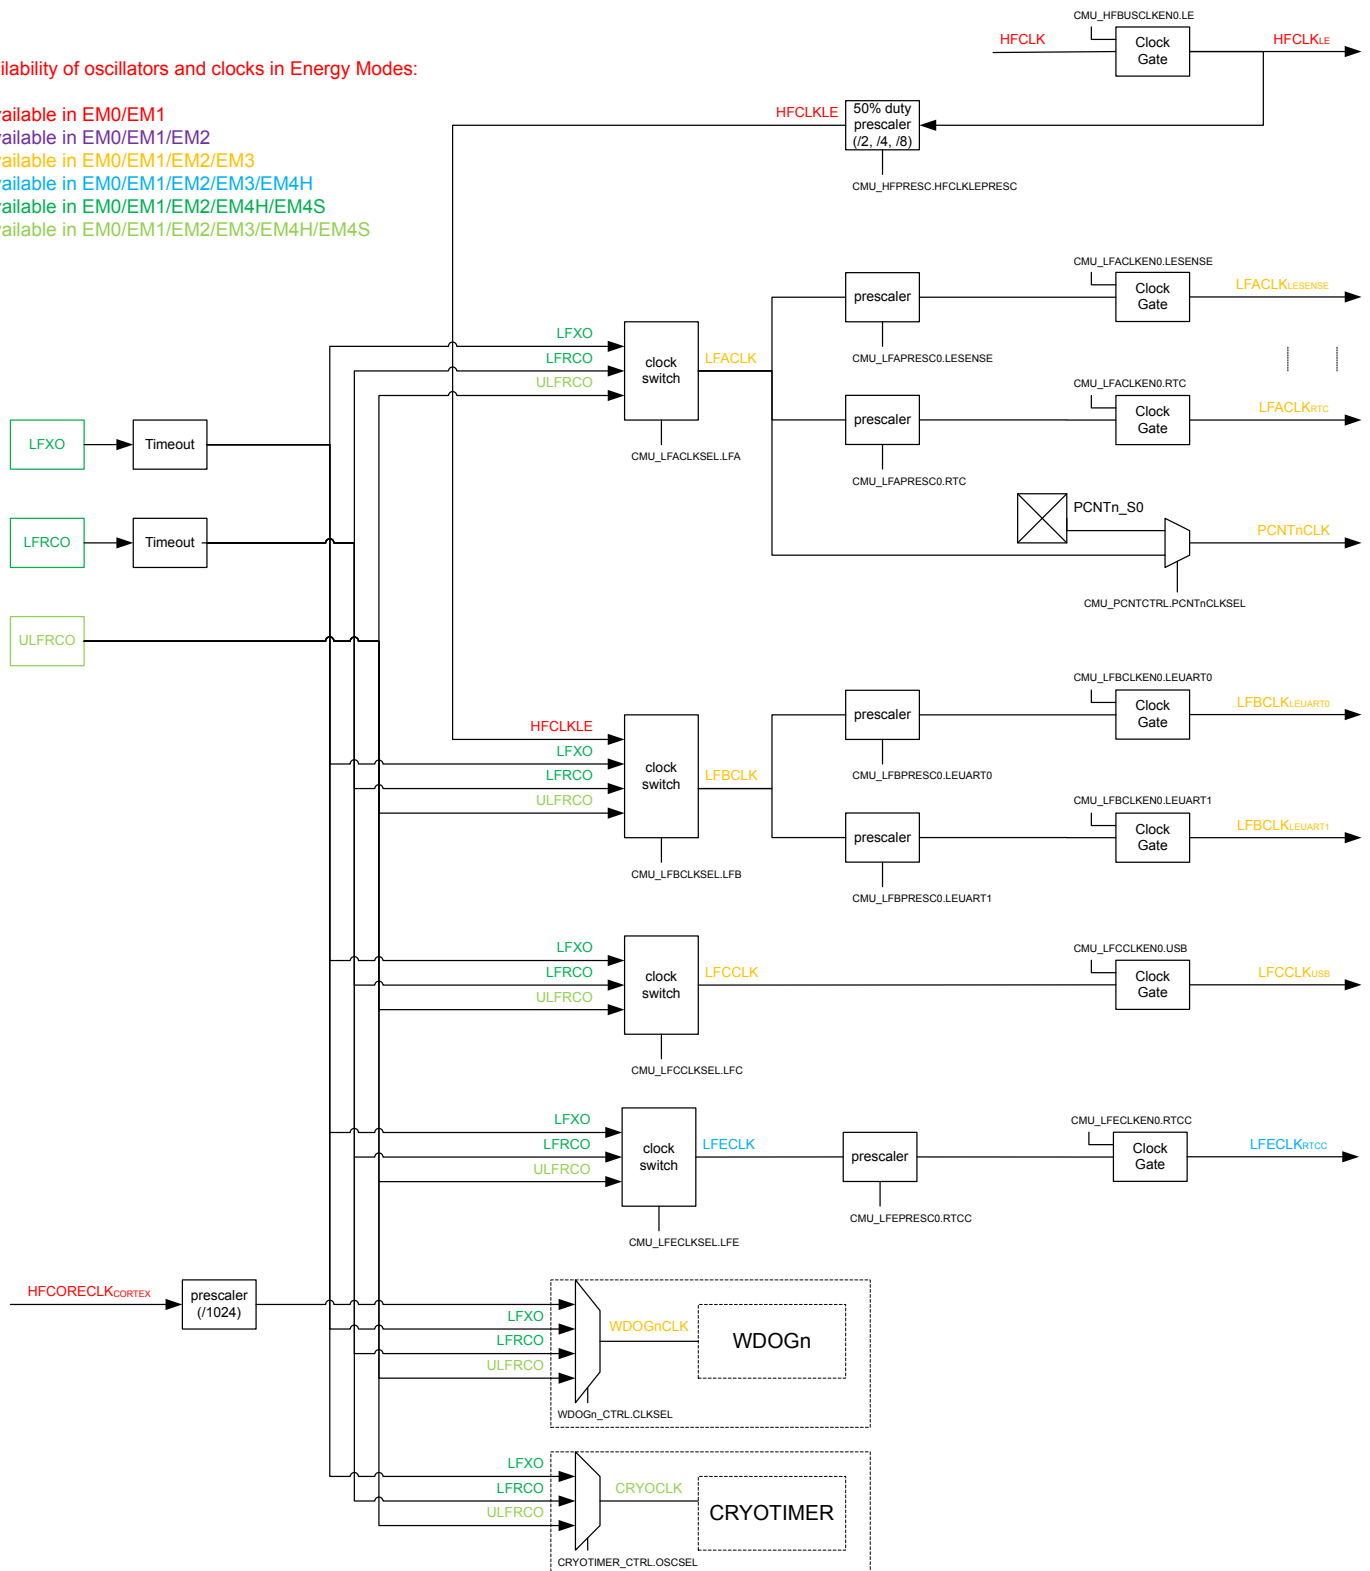 CMU_HFBUSCLKEN0.LE
HFCLK
Clock
Gate
HFCLKLE
ilability of oscillators and clocks in Energy Modes:
vailable in EM0/EM1
vailable in EM0/EM1/EM2
vailable in EM0/EM1/EM2/EM3
vailable in EM0/EM1/EM2/EM3/EM4H
vailable in EM0/EM1/EM2/EM4H/EM4S
vailable in EM0/EM1/EM2/EM3/EM4H/EM4S
HFCLKLE
50% duty
prescaler
(/2, /4, /8)
CMU_HFPRESC.HFCLKLEPRESC
LFXO
Timeout
LFRCO
Timeout
ULFRCO
LFXO
LFRCO
ULFRCO
clock
switch
CMU_LFACLKSEL.LFA
LFACLK
prescaler
CMU_LFAPRESC0.LESENSE
CMU_LFACLKEN0.LESENSE
Clock
Gate
LFACLKLESENSE
prescaler
CMU_LFAPRESC0.RTC
CMU_LFACLKEN0.RTC
Clock
Gate
LFACLKRTC
PCNTn_S0
PCNTnCLK
CMU_PCNTCTRL.PCNTnCLKSEL
HFCLKLE
LFXO
LFRCO
ULFRCO
clock
switch
CMU_LFBCLKSEL.LFB
LFBCLK
prescaler
CMU_LFBPRESC0.LEUART0
CMU_LFBCLKEN0.LEUART0
Clock
Gate
LFBCLKLEUART0
prescaler
CMU_LFBPRESC0.LEUART1
CMU_LFBCLKEN0.LEUART1
Clock
Gate
LFBCLKLEUART1
LFXO
LFRCO
ULFRCO
clock
switch
CMU_LFCCLKSEL.LFC
LFCCLK
CMU_LFCCLKEN0.USB
Clock
Gate
LFCCLKUSB
LFXO
LFRCO
ULFRCO
clock
switch
CMU_LFECLKSEL.LFE
LFECLK
prescaler
CMU_LFEPRESC0.RTCC
CMU_LFECLKEN0.RTCC
Clock
Gate
LFECLKRTCC
HFCORECLKCORTEX
prescaler
(/1024)
LFXO
LFRCO
ULFRCO
WDOGnCLK
WDOGn
WDOGn_CTRL.CLKSEL
LFXO
LFRCO
ULFRCO
CRYOCLK
CRYOTIMER
CRYOTIMER_CTRL.OSCSEL